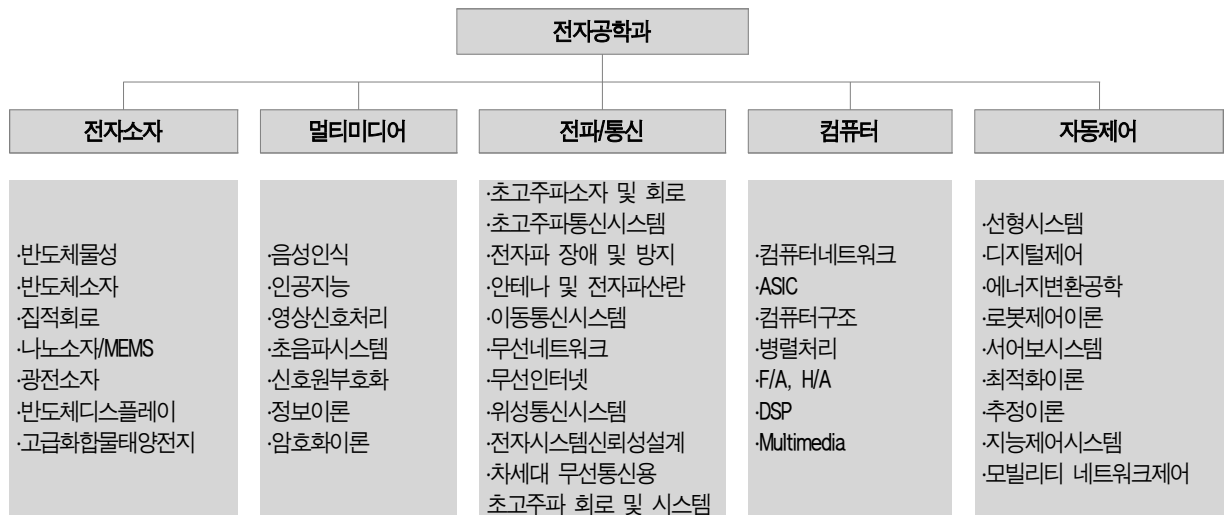 전자공학과
전자소자
멀티미디어
전파/통신
컴퓨터
자동제어
·반도체물성
·반도체소자
·집적회로
·나노소자/MEMS
·광전소자
·반도체디스플레이
·고급화합물태양전지
·음성인식
·인공지능
·영상신호처리
·초음파시스템
·신호원부호화
·정보이론
·암호화이론
·초고주파소자 및 회로
·초고주파통신시스템
·전자파 장애 및 방지
·안테나 및 전자파산란
·이동통신시스템
·무선네트워크
·무선인터넷
·위성통신시스템
·전자시스템신뢰성설계
·차세대 무선통신용
초고주파 회로 및 시스템
·컴퓨터네트워크
·ASIC
·컴퓨터구조
·병렬처리
·F/A, H/A
·DSP
·Multimedia
·선형시스템
·디지털제어
·에너지변환공학
·로봇제어이론
·서어보시스템
·최적화이론
·추정이론
·지능제어시스템
·모빌리티 네트워크제어